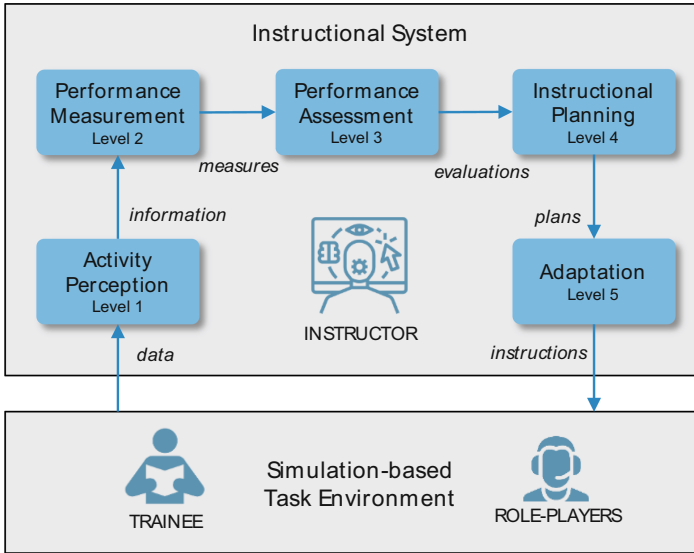 Instructional System
Performance
Measurement
Level 2
Performance
Assessment
Level 3
Instructional
Planning
Level 4
measures
evaluations
information
plans
Activity
Perception
Level 1
INSTRUCTOR
Adaptation
Level 5
data
instructions
Simulation-based
Task Environment
TRAINEE
ROLE-PLAYERS